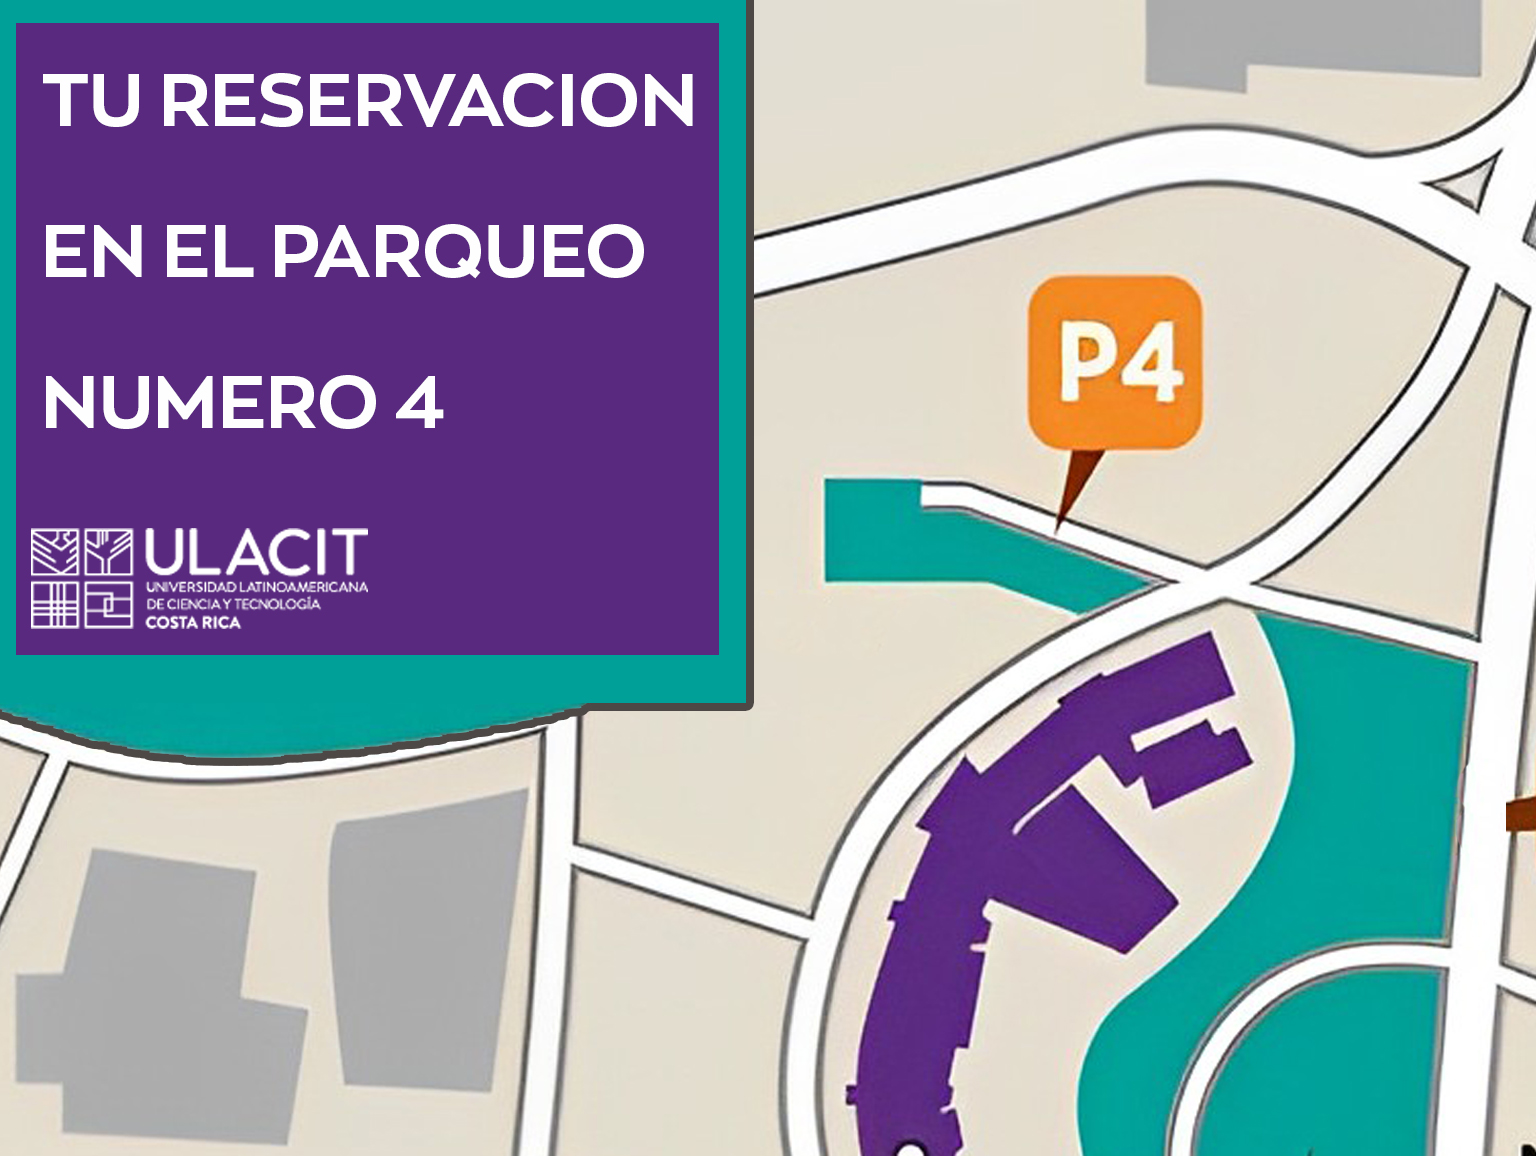 TU RESERVACION
EN EL PARQUEO
NUMERO 4
ULACIT
UNIVERSIDAD LATINOAMERICANA
DE CIENCIA Y TECNOLOGÍA
COSTA RICA
P4